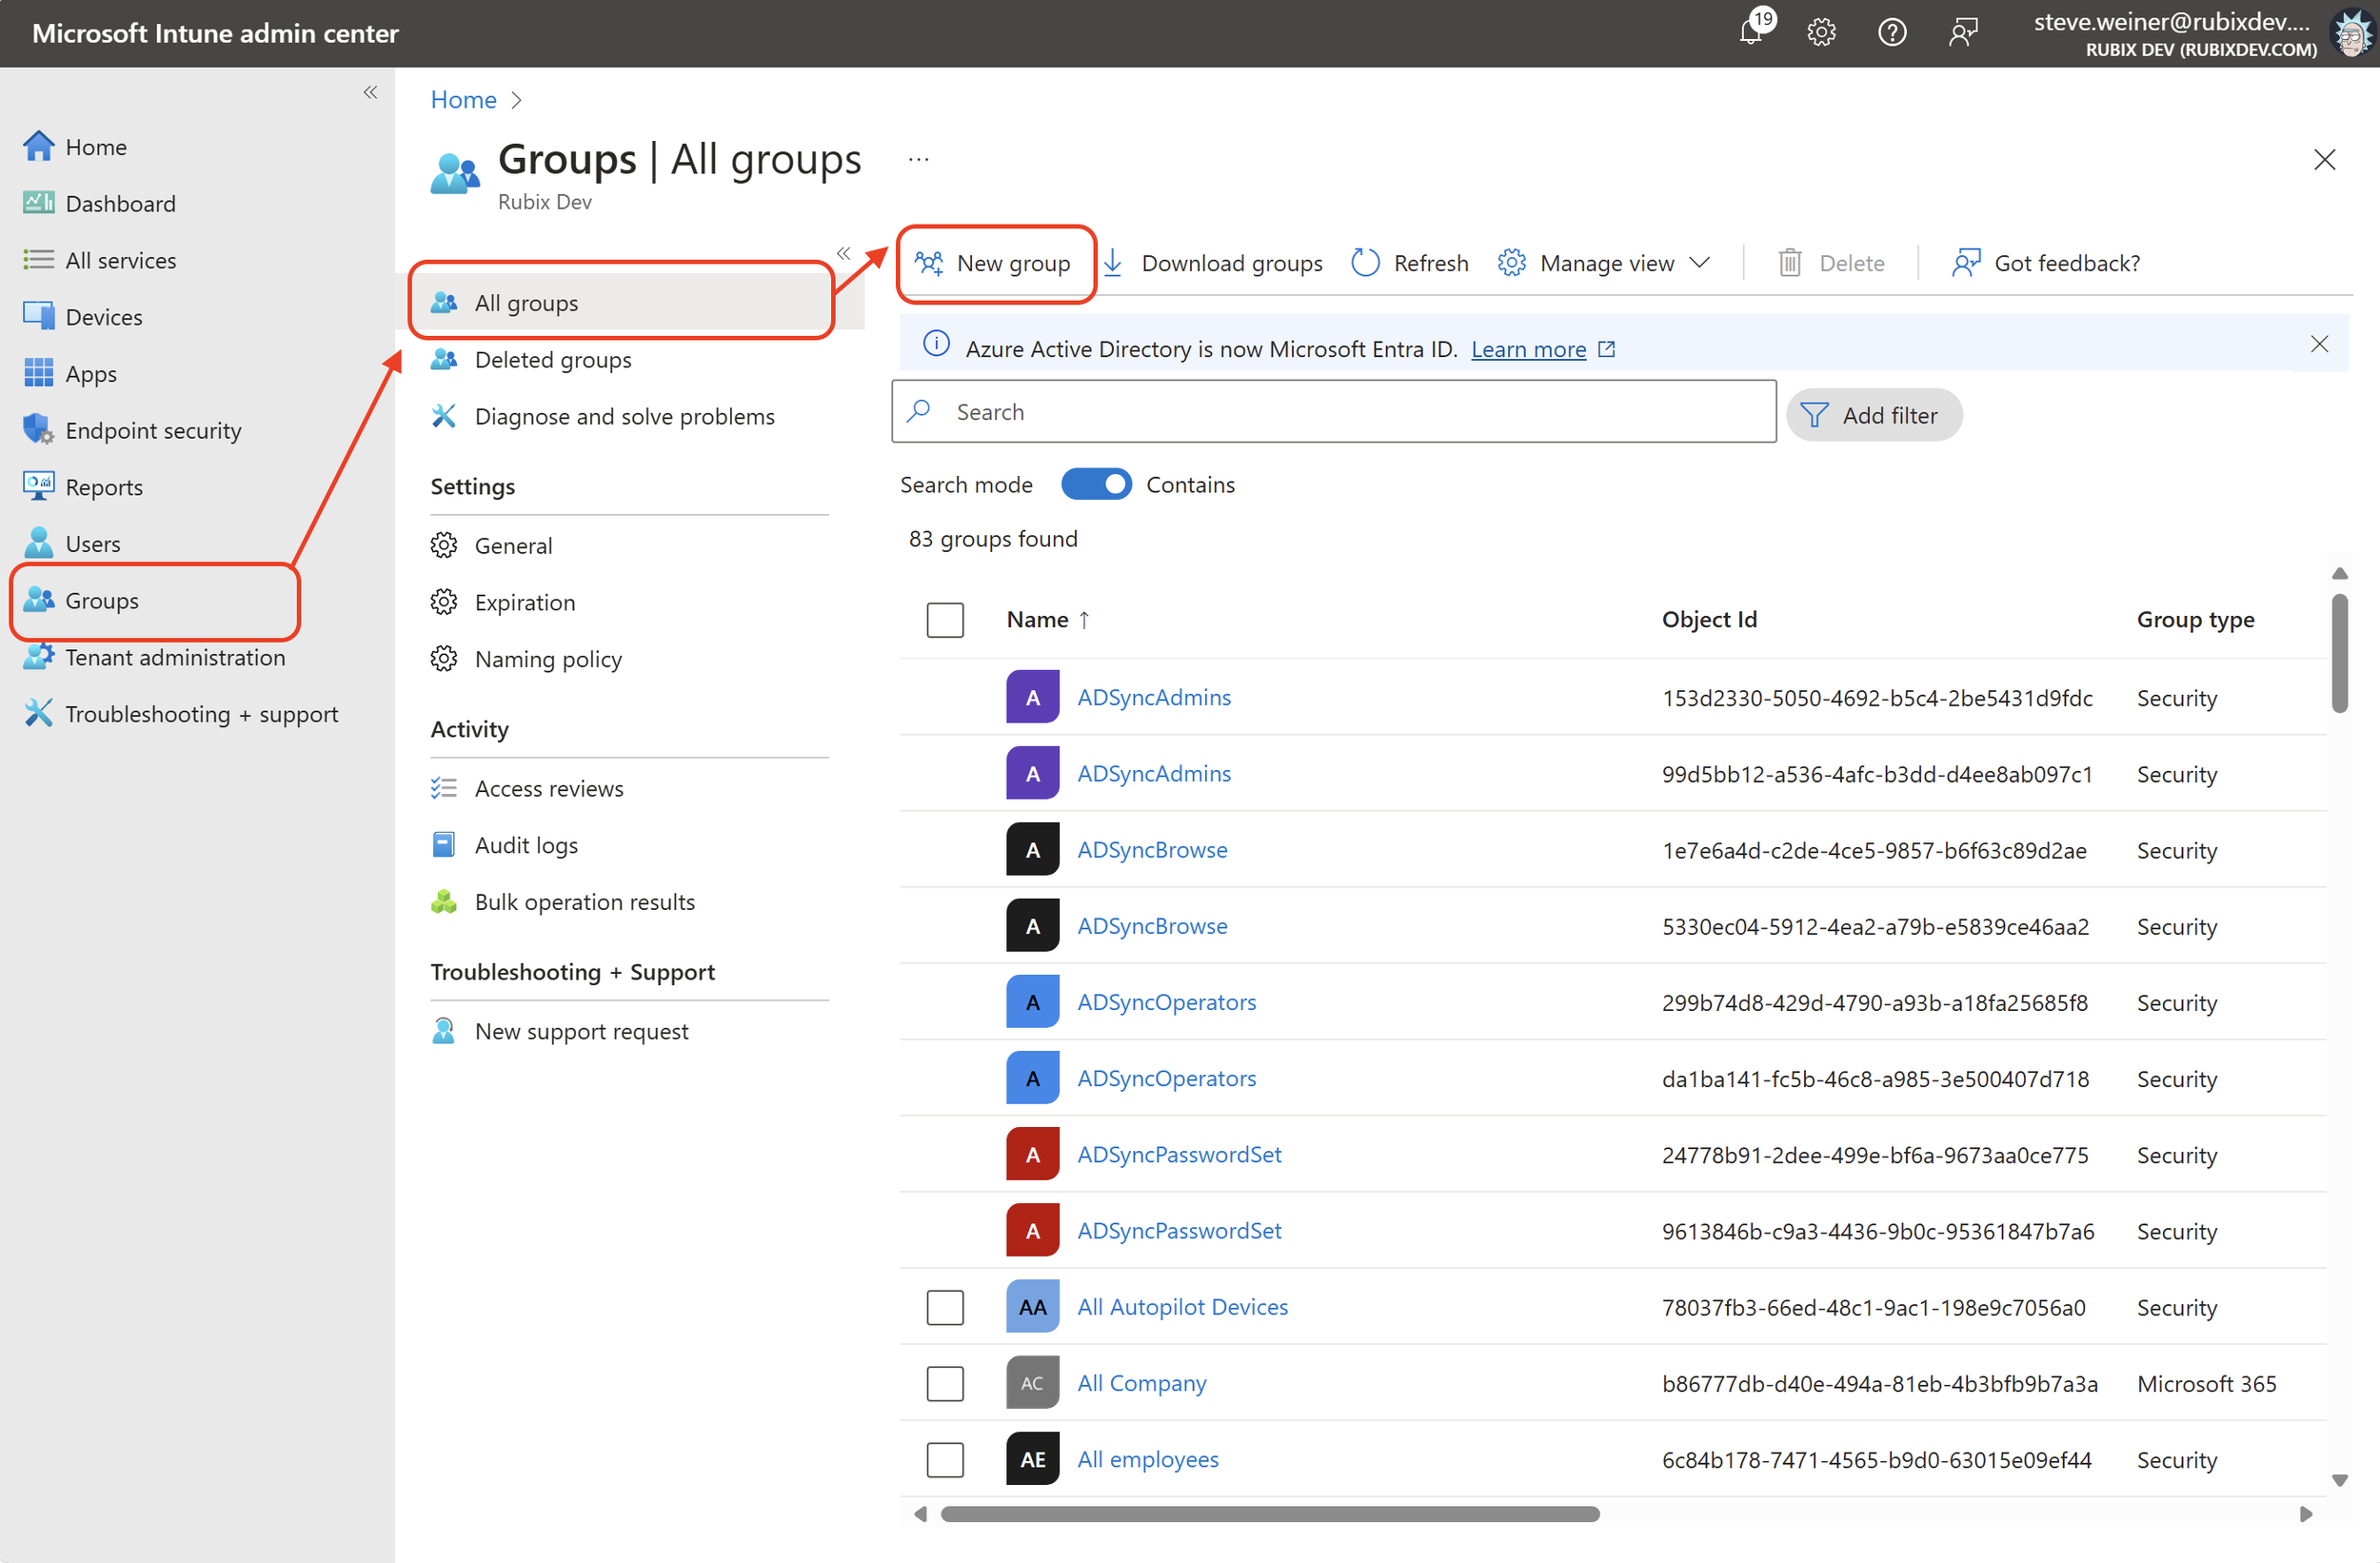 Microsoft Intune admin center
19
steve.weiner@rubixdev....
RUBIX DEV (RUBIXDEV.COM)
Home
Dashboard
All services
Devices
Apps
Endpoint security
Reports
Users
Groups
Tenant administration
Troubleshooting + support
Home
Groups | All groups ...
Rubix Dev
All groups
Deleted groups
Diagnose and solve problems
Settings
General
Expiration
Naming policy
Activity
Access reviews
Audit logs
Bulk operation results
Troubleshooting + Support
New support request
New group Download groups Refresh Manage view Delete Got feedback?
Azure Active Directory is now Microsoft Entra ID. Learn more
Search Add filter
Search mode Contains
83 groups found
Name ↑ Object Id Group type
A ADSyncAdmins 153d2330-5050-4692-b5c4-2be5431d9fdc Security
A ADSyncAdmins 99d5bb12-a536-4afc-b3dd-d4ee8ab097c1 Security
A ADSyncBrowse 1e7e6a4d-c2de-4ce5-9857-b6f63c89d2ae Security
A ADSyncBrowse 5330ec04-5912-4ea2-a79b-e5839ce46aa2 Security
A ADSyncOperators 299b74d8-429d-4790-a93b-a18fa25685f8 Security
A ADSyncOperators da1ba141-fc5b-46c8-a985-3e500407d718 Security
A ADSyncPasswordSet 24778b91-2dee-499e-bf6a-9673aa0ce775 Security
A ADSyncPasswordSet 9613846b-c9a3-4436-9b0c-95361847b7a6 Security
AA All Autopilot Devices 78037fb3-66ed-48c1-9ac1-198e9c7056a0 Security
AC All Company b86777db-d40e-494a-81eb-4b3bfb9b7a3a Microsoft 365
AE All employees 6c84b178-7471-4565-b9d0-63015e09ef44 Security